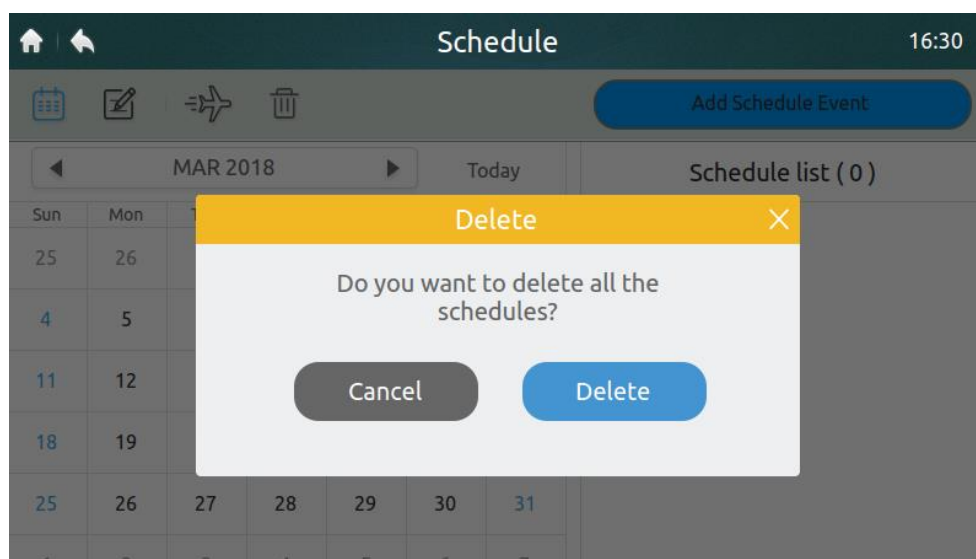 Schedule
16:30
Add Schedule Event
MAR 2018
Today
Schedule list ( 0 )
Sun Mon
Delete
25 26
Do you want to delete all the
schedules?
4 5
11 12
Cancel Delete
18 19
25 26 27 28 29 30 31